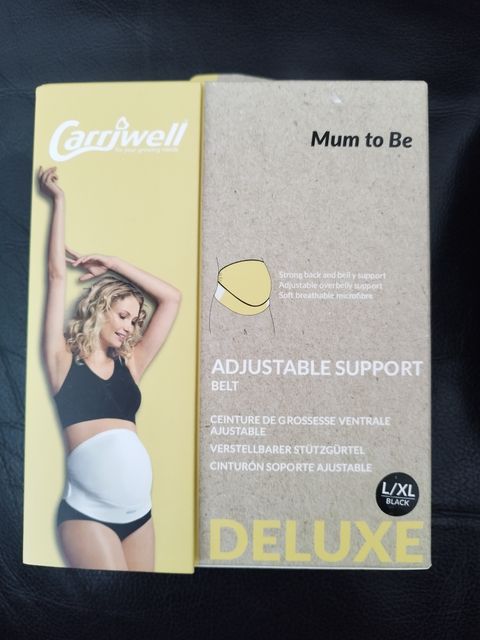 Carriwell
for your growing needs
Mum to Be
Strong back and belly support
Adjustable overbelly support
Soft breathable microfibre
ADJUSTABLE SUPPORT
BELT
CEINTURE DE GROSSESSE VENTRALE
AJUSTABLE
VERSTELLBARER STÜTZGÜRTEL
CINTURÓN SOPORTE AJUSTABLE
L/XL
BLACK
DELUXE